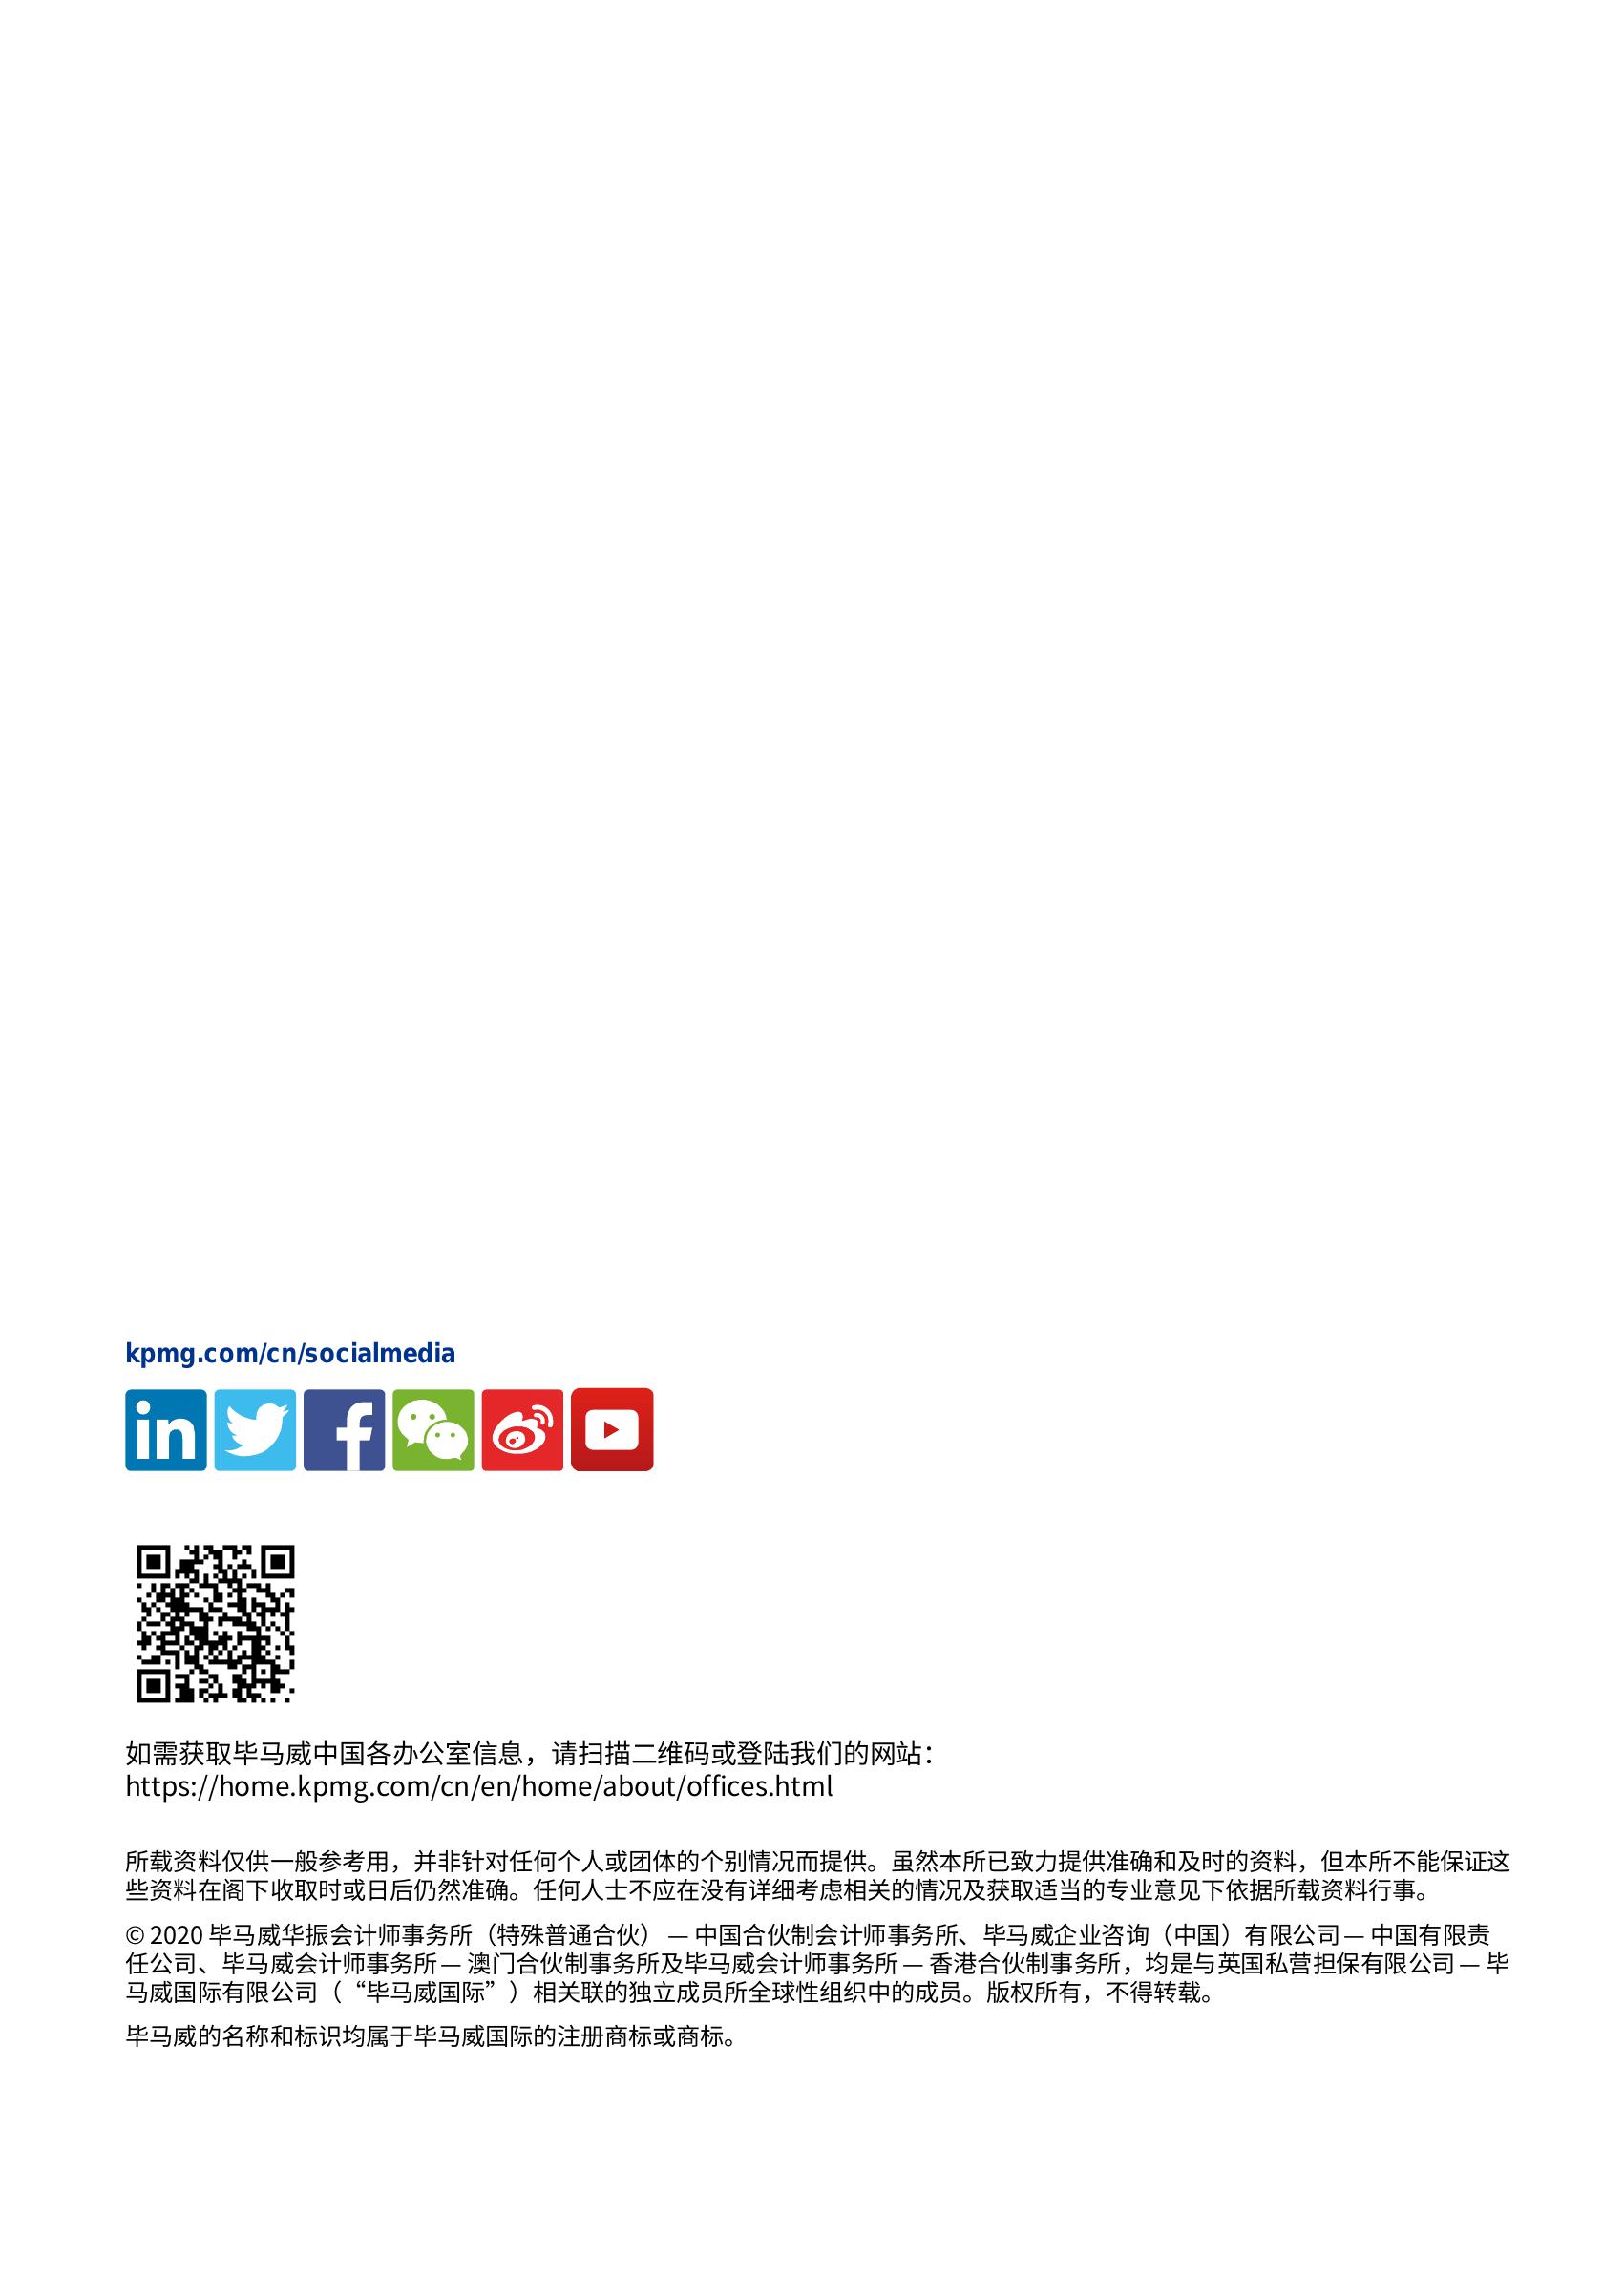 kpmg.com/cn/socialmedia
in
f
如需获取毕马威中国各办公室信息，请扫描二维码或登陆我们的网站：
https://home.kpmg.com/cn/en/home/about/offices.html
所载资料仅供一般参考用，并非针对任何个人或团体的个别情况而提供。虽然本所已致力提供准确和及时的资料，但本所不能保证这
些资料在阁下收取时或日后仍然准确。任何人士不应在没有详细考虑相关的情况及获取适当的专业意见下依据所载资料行事。
© 2020 毕马威华振会计师事务所（特殊普通合伙） — 中国合伙制会计师事务所、毕马威企业咨询（中国）有限公司 — 中国有限责
任公司、毕马威会计师事务所 — 澳门合伙制事务所及毕马威会计师事务所 — 香港合伙制事务所，均是与英国私营担保有限公司 — 毕
马威国际有限公司（“毕马威国际”）相关联的独立成员所全球性组织中的成员。版权所有，不得转载。
毕马威的名称和标识均属于毕马威国际的注册商标或商标。